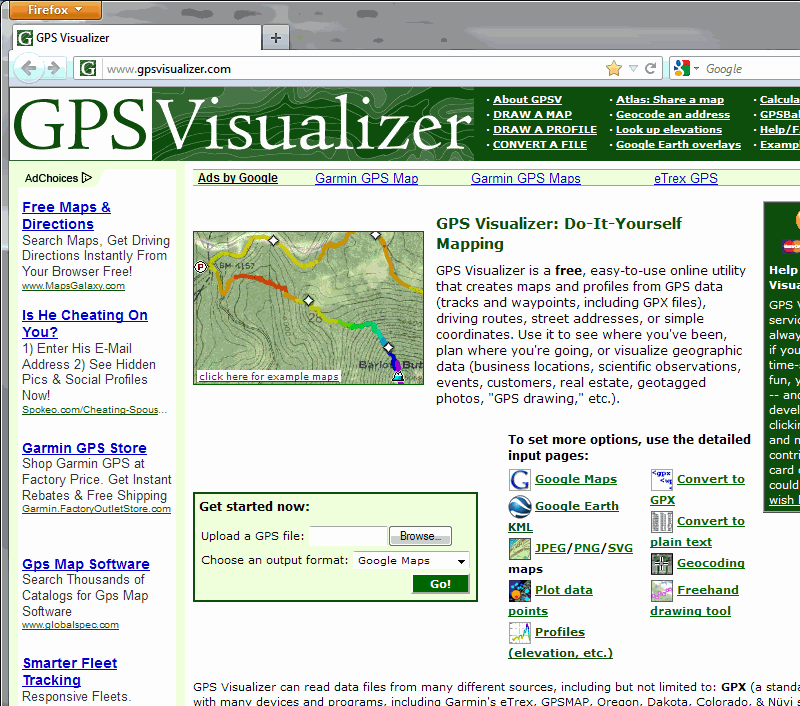 Firefox
GPS Visualizer
www.gpsvisualizer.com
Google
GPSVisualizer
· About GPSV
· DRAW A MAP
· DRAW A PROFILE
· CONVERT A FILE
· Atlas: Share a map
· Geocode an address
· Look up elevations
· Google Earth overlays
· Calcula
· GPSBa
· Help/F
· Examp
AdChoices
Free Maps &
Directions
Search Maps, Get Driving
Directions Instantly From
Your Browser Free!
www.MapsGalaxy.com
Is He Cheating On
You?
1) Enter His E-Mail
Address 2) See Hidden
Pics & Social Profiles
Now!
Spokeo.com/Cheating-Spous...
Garmin GPS Store
Shop Garmin GPS at
Factory Price. Get Instant
Rebates & Free Shipping
Garmin.FactoryOutletStore.com
Gps Map Software
Search Thousands of
Catalogs for Gps Map
Software
www.globalspec.com
Smarter Fleet
Tracking
Responsive Fleets.
Ads by Google Garmin GPS Map Garmin GPS Maps eTrex GPS
P
BM 4157
28
Barlow But
click here for example maps
GPS Visualizer: Do-It-Yourself
Mapping
GPS Visualizer is a free, easy-to-use online utility
that creates maps and profiles from GPS data
(tracks and waypoints, including GPX files),
driving routes, street addresses, or simple
coordinates. Use it to see where you've been,
plan where you're going, or visualize geographic
data (business locations, scientific observations,
events, customers, real estate, geotagged
photos, "GPS drawing," etc.).
Get started now:
Upload a GPS file: Browse...
Choose an output format: Google Maps
Go!
To set more options, use the detailed
input pages:
Google Maps
Google Earth
KML
JPEG/PNG/SVG
maps
Plot data
points
Profiles
(elevation, etc.)
Convert to
GPX
Convert to
plain text
Geocoding
Freehand
drawing tool
Help
Visua
GPS V
servic
alway
if you
time-s
fun, y
-- anc
devel
clickin
and m
contri
card o
could
wish l
GPS Visualizer can read data files from many different sources, including but not limited to: GPX (a standa
with many devices and programs, including Garmin's eTrex, GPSMAP, Oregon, Dakota, Colorado, & Nüvi s